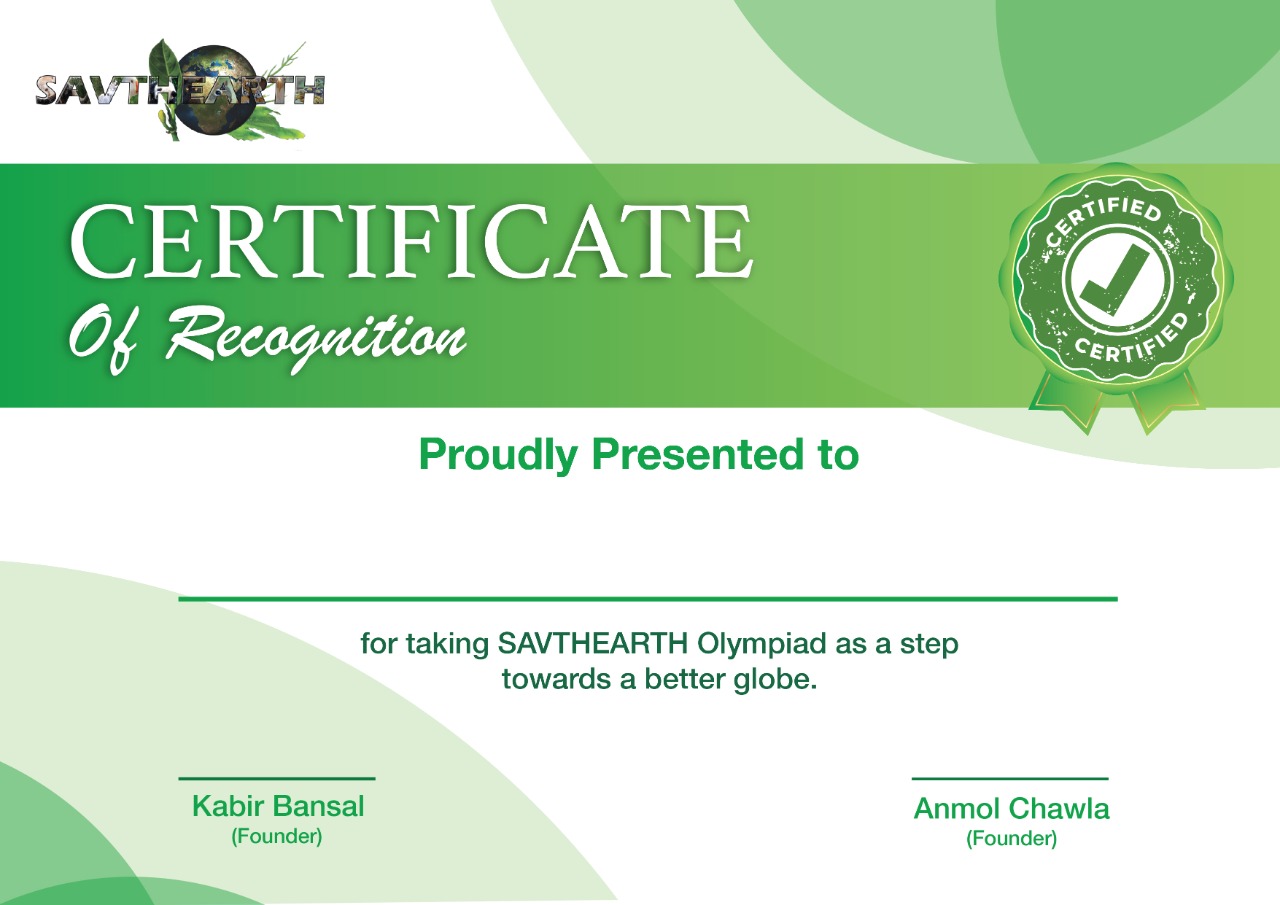 SAVTHEARTH
CERTIFICATE
Of Recognition
CERTIFIED
CERTIFIED
Proudly Presented to
for taking SAVTHEARTH Olympiad as a step
towards a better globe.
Kabir Bansal
(Founder)
Anmol Chawla
(Founder)